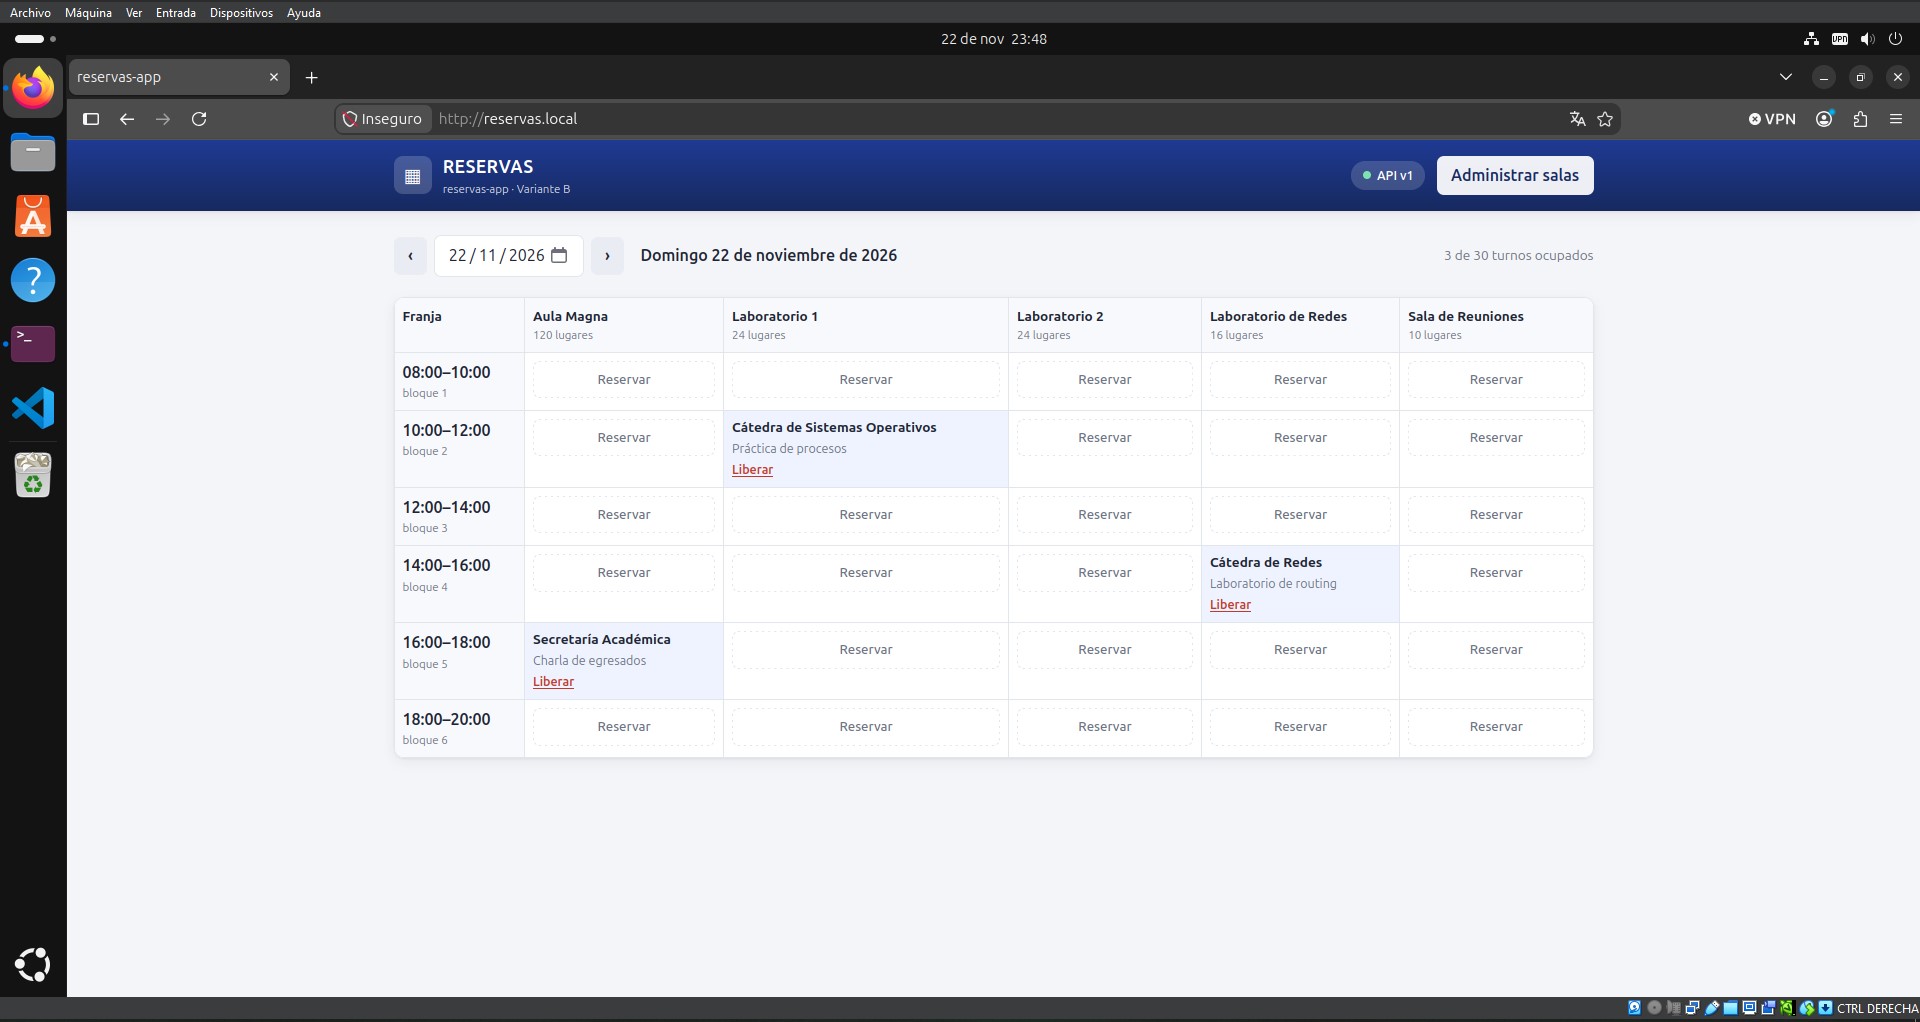 Archivo Máquina Ver Entrada Dispositivos Ayuda
22 de nov 23:48
reservas-app
Inseguro http://reservas.local
VPN
RESERVAS
reservas-app · Variante B
API v1
Administrar salas
22/11/2026
Domingo 22 de noviembre de 2026
3 de 30 turnos ocupados
Franja Aula Magna Laboratorio 1 Laboratorio 2 Laboratorio de Redes Sala de Reuniones
120 lugares 24 lugares 24 lugares 16 lugares 10 lugares
08:00–10:00 Reservar Reservar Reservar Reservar Reservar
bloque 1
10:00–12:00 Reservar Cátedra de Sistemas Operativos Reservar Reservar Reservar
bloque 2 Práctica de procesos
Liberar
12:00–14:00 Reservar Reservar Reservar Reservar Reservar
bloque 3
14:00–16:00 Reservar Reservar Reservar Cátedra de Redes Reservar
bloque 4 Laboratorio de routing
Liberar
16:00–18:00 Secretaría Académica Reservar Reservar Reservar Reservar
bloque 5 Charla de egresados
Liberar
18:00–20:00 Reservar Reservar Reservar Reservar Reservar
bloque 6
CTRL DERECHA